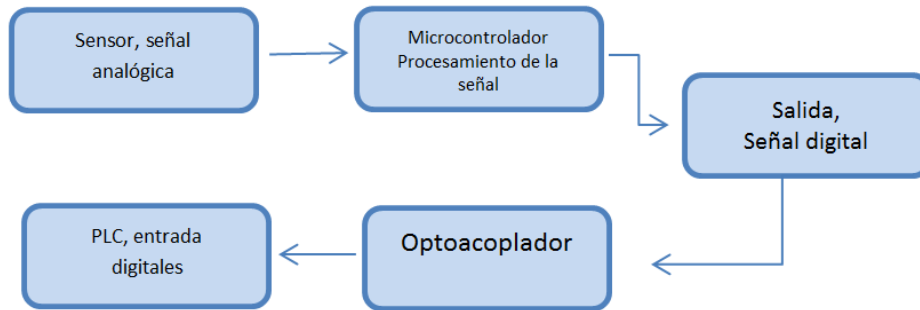 Sensor, señal
analógica
Microcontrolador
Procesamiento de la
señal
Salida,
Señal digital
Optoacoplador
PLC, entrada
digitales